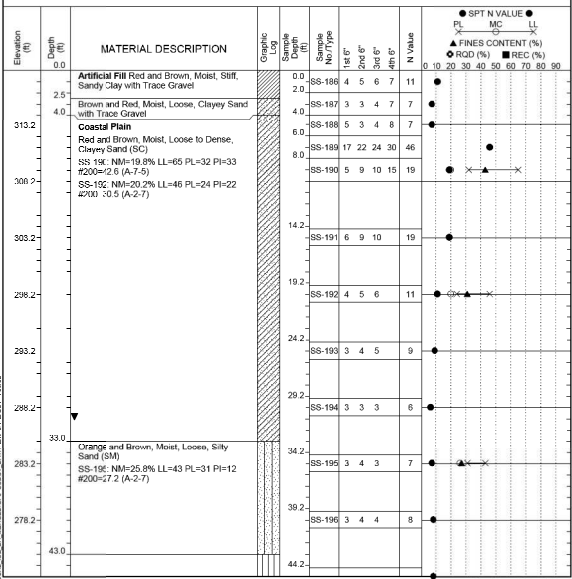 ● SPT N VALUE ●
PL MC LL
▲ FINES CONTENT (%)
RQD (%) ■ REC (%)
0 10 20 30 40 50 60 70 80 90
Elevation (ft)
Depth (ft)
0.0
MATERIAL DESCRIPTION
Graphic Log
Sample Depth (ft)
Sample No./Type
1st 6"
2nd 6"
3rd 6"
4th 6"
N Value
Artificial Fill Red and Brown, Moist, Stiff,
Sandy Clay with Trace Gravel
2.5
Brown and Red, Moist, Loose, Clayey Sand
with Trace Gravel
4.0
Coastal Plain
Red and Brown, Moist, Loose to Dense,
Clayey Sand (SC)
SS-190: NM=19.8% LL=65 PL=32 PI=33
#200=42.6 (A-7-5)
SS-192: NM=20.2% LL=46 PL=24 PI=22
#200=30.5 (A-2-7)
33.0
Orange and Brown, Moist, Loose, Silty
Sand (SM)
SS-195: NM=25.8% LL=43 PL=31 PI=12
#200=27.2 (A-2-7)
43.0
313.2
308.2
303.2
298.2
293.2
288.2
283.2
278.2
0.0
SS-186 4 5 6 7 11
2.0
SS-187 3 3 4 7 7
4.0
SS-188 5 3 4 8 7
6.0
SS-189 17 22 24 30 46
8.0
SS-190 5 9 10 15 19
14.2
SS-191 6 9 10 19
19.2
SS-192 4 5 6 11
24.2
SS-193 3 4 5 9
29.2
SS-194 3 3 3 6
34.2
SS-195 3 4 3 7
39.2
SS-196 3 4 4 8
44.2